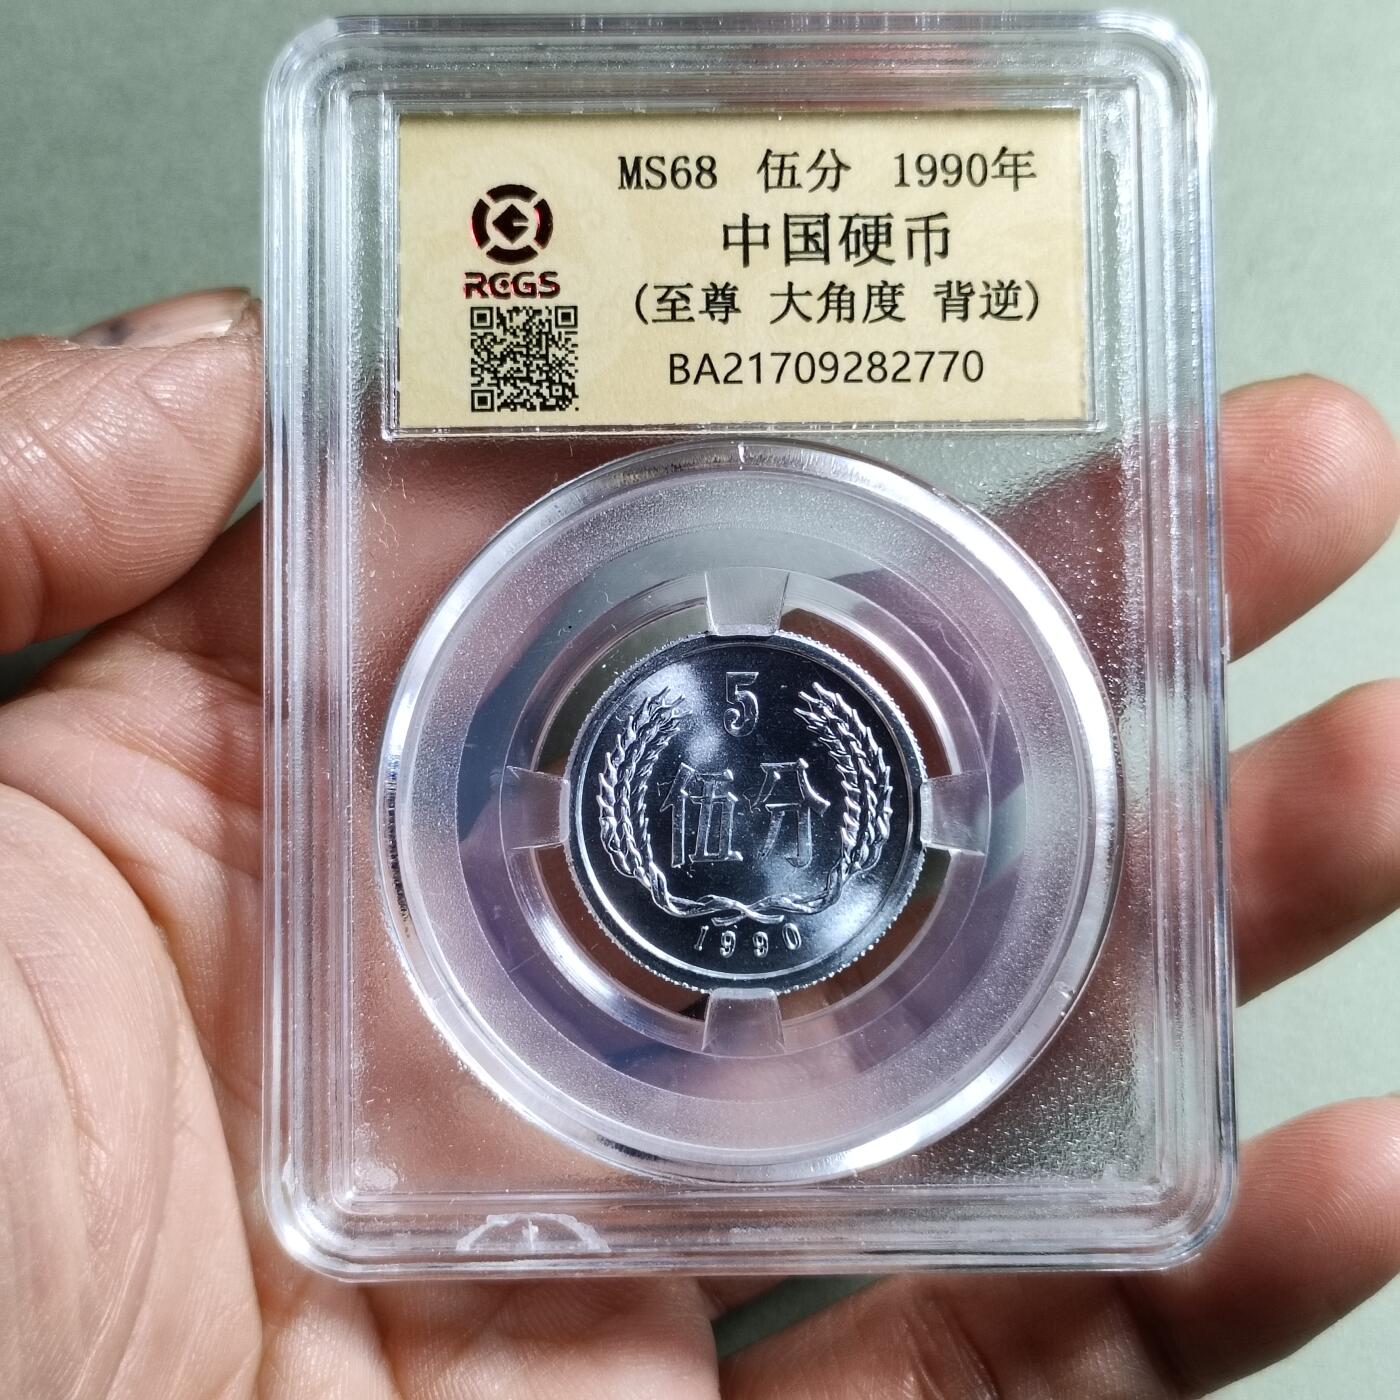 MS68 伍分 1990年
中国硬币
(至尊 大角度 背逆)
BA21709282770
RCGS
5
伍分
1990